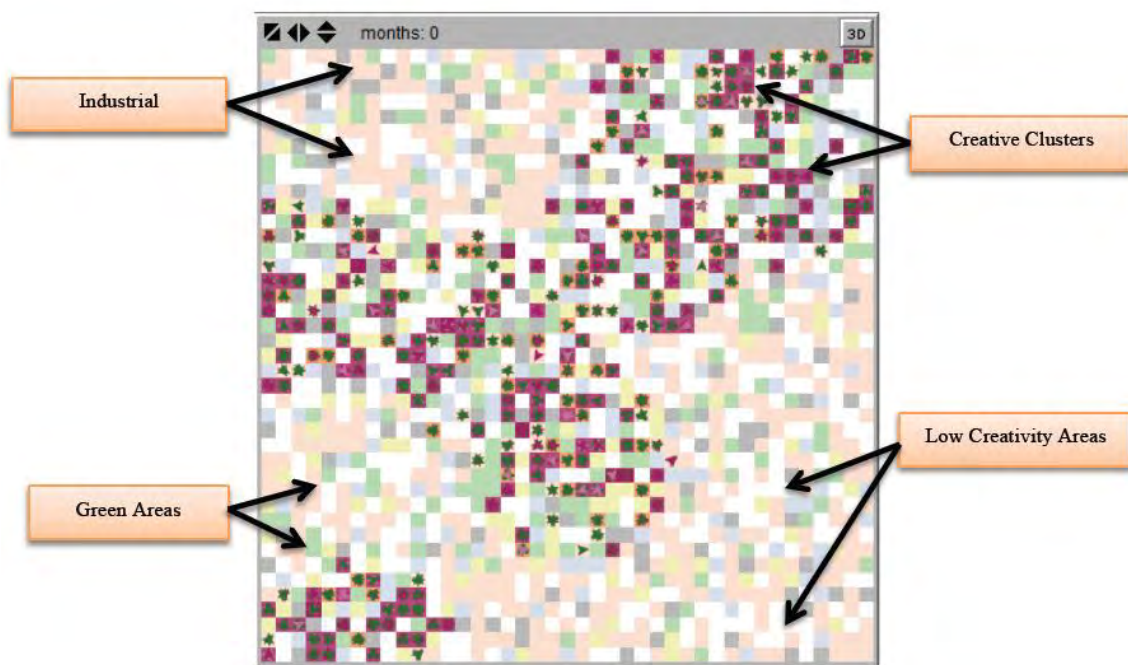 months: 0
3D
Industrial
Creative Clusters
Low Creativity Areas
Green Areas